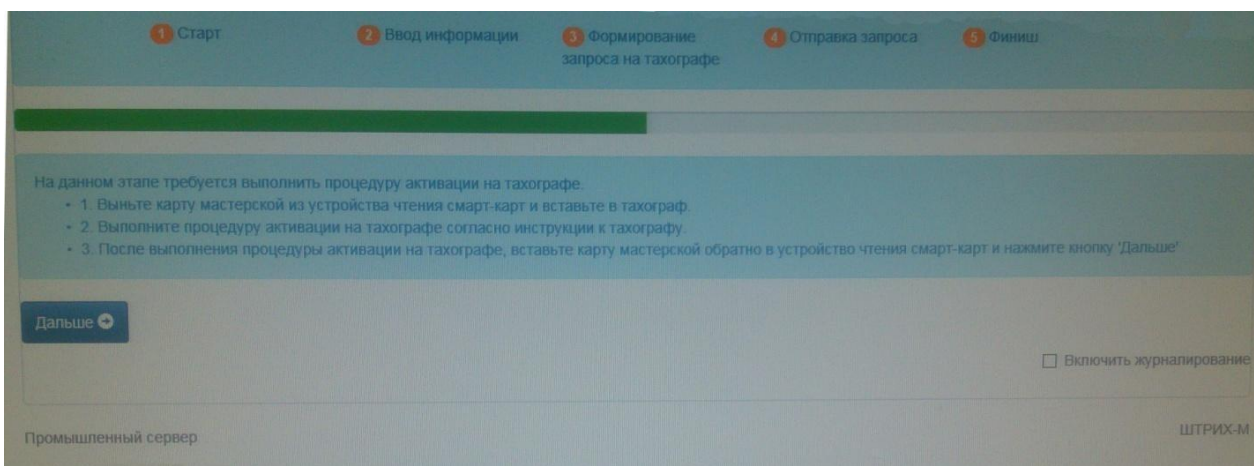 1 Старт 2 Ввод информации 3 Формирование 4 Отправка запроса 5 Финиш
запроса на тахографе
На данном этапе требуется выполнить процедуру активации на тахографе.
• 1. Выньте карту мастерской из устройства чтения смарт-карт и вставьте в тахограф.
• 2. Выполните процедуру активации на тахографе согласно инструкции к тахографу.
• 3. После выполнения процедуры активации на тахографе, вставьте карту мастерской обратно в устройство чтения смарт-карт и нажмите кнопку 'Дальше'
Дальше
Включить журналирование
Промышленный сервер ШТРИХ-М